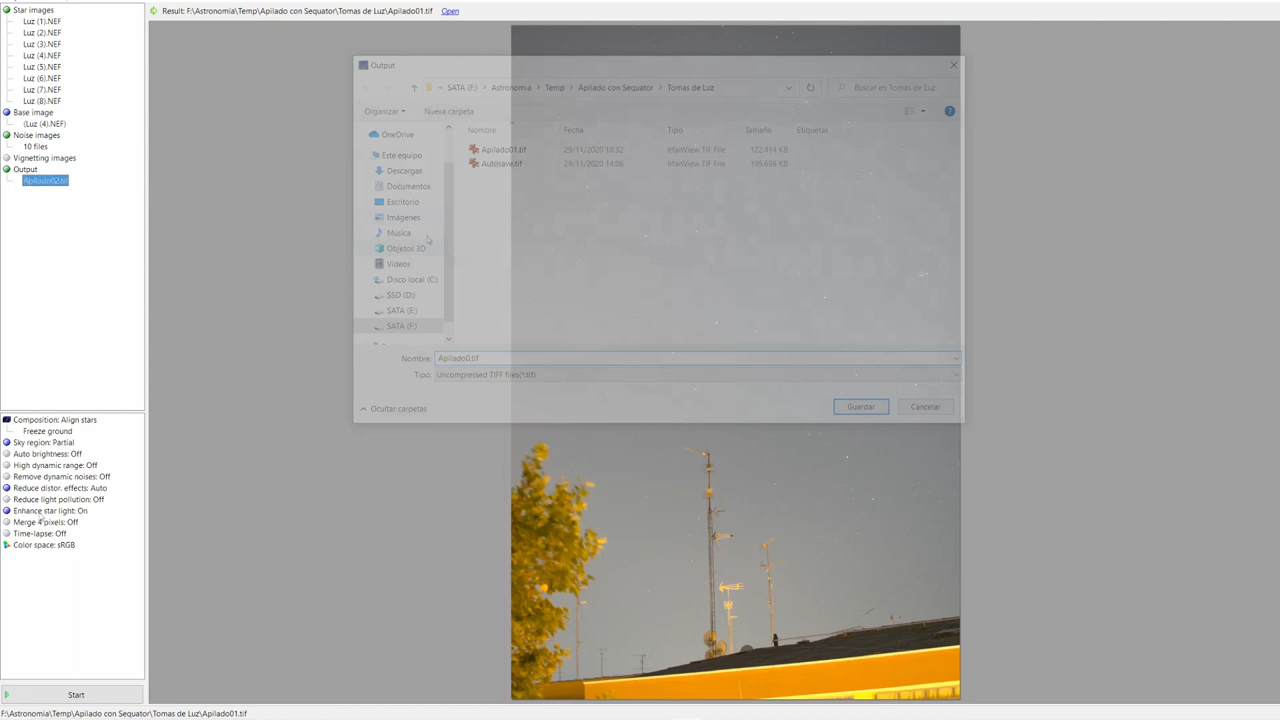 Star images
Luz (1).NEF
Luz (2).NEF
Luz (3).NEF
Luz (4).NEF
Luz (5).NEF
Luz (6).NEF
Luz (7).NEF
Luz (8).NEF
Base image
(Luz (4).NEF)
Noise images
10 files
Vignetting images
Output
Apilado02.tif
Composition: Align stars
Freeze ground
Sky region: Partial
Auto brightness: Off
High dynamic range: Off
Remove dynamic noises: Off
Reduce distor. effects: Auto
Reduce light pollution: Off
Enhance star light: On
Merge 4 pixels: Off
Time-lapse: Off
Color space: sRGB
Start
F:\Astronomia\Temp\Apilado con Sequator\Tomas de Luz\Apilado01.tif
Result: F:\Astronomia\Temp\Apilado con Sequator\Tomas de Luz\Apilado01.tif Open
Output
SATA (F:) > Astronomia > Temp > Apilado con Sequator > Tomas de Luz
Buscar en Tomas de Luz
Organizar Nueva carpeta
OneDrive
Este equipo
Descargas
Documentos
Escritorio
Imágenes
Música
Objetos 3D
Vídeos
Disco local (C:)
SSD (D:)
SATA (E:)
SATA (F:)
Nombre Fecha Tipo Tamaño Etiquetas
Apilado01.tif 29/11/2020 18:32 IrfanView TIF File 122.414 KB
Autosave.tif 29/11/2020 14:06 IrfanView TIF File 195.698 KB
Nombre: Apilado0.tif
Tipo: Uncompressed TIFF files(*.tif)
Ocultar carpetas
Guardar Cancelar